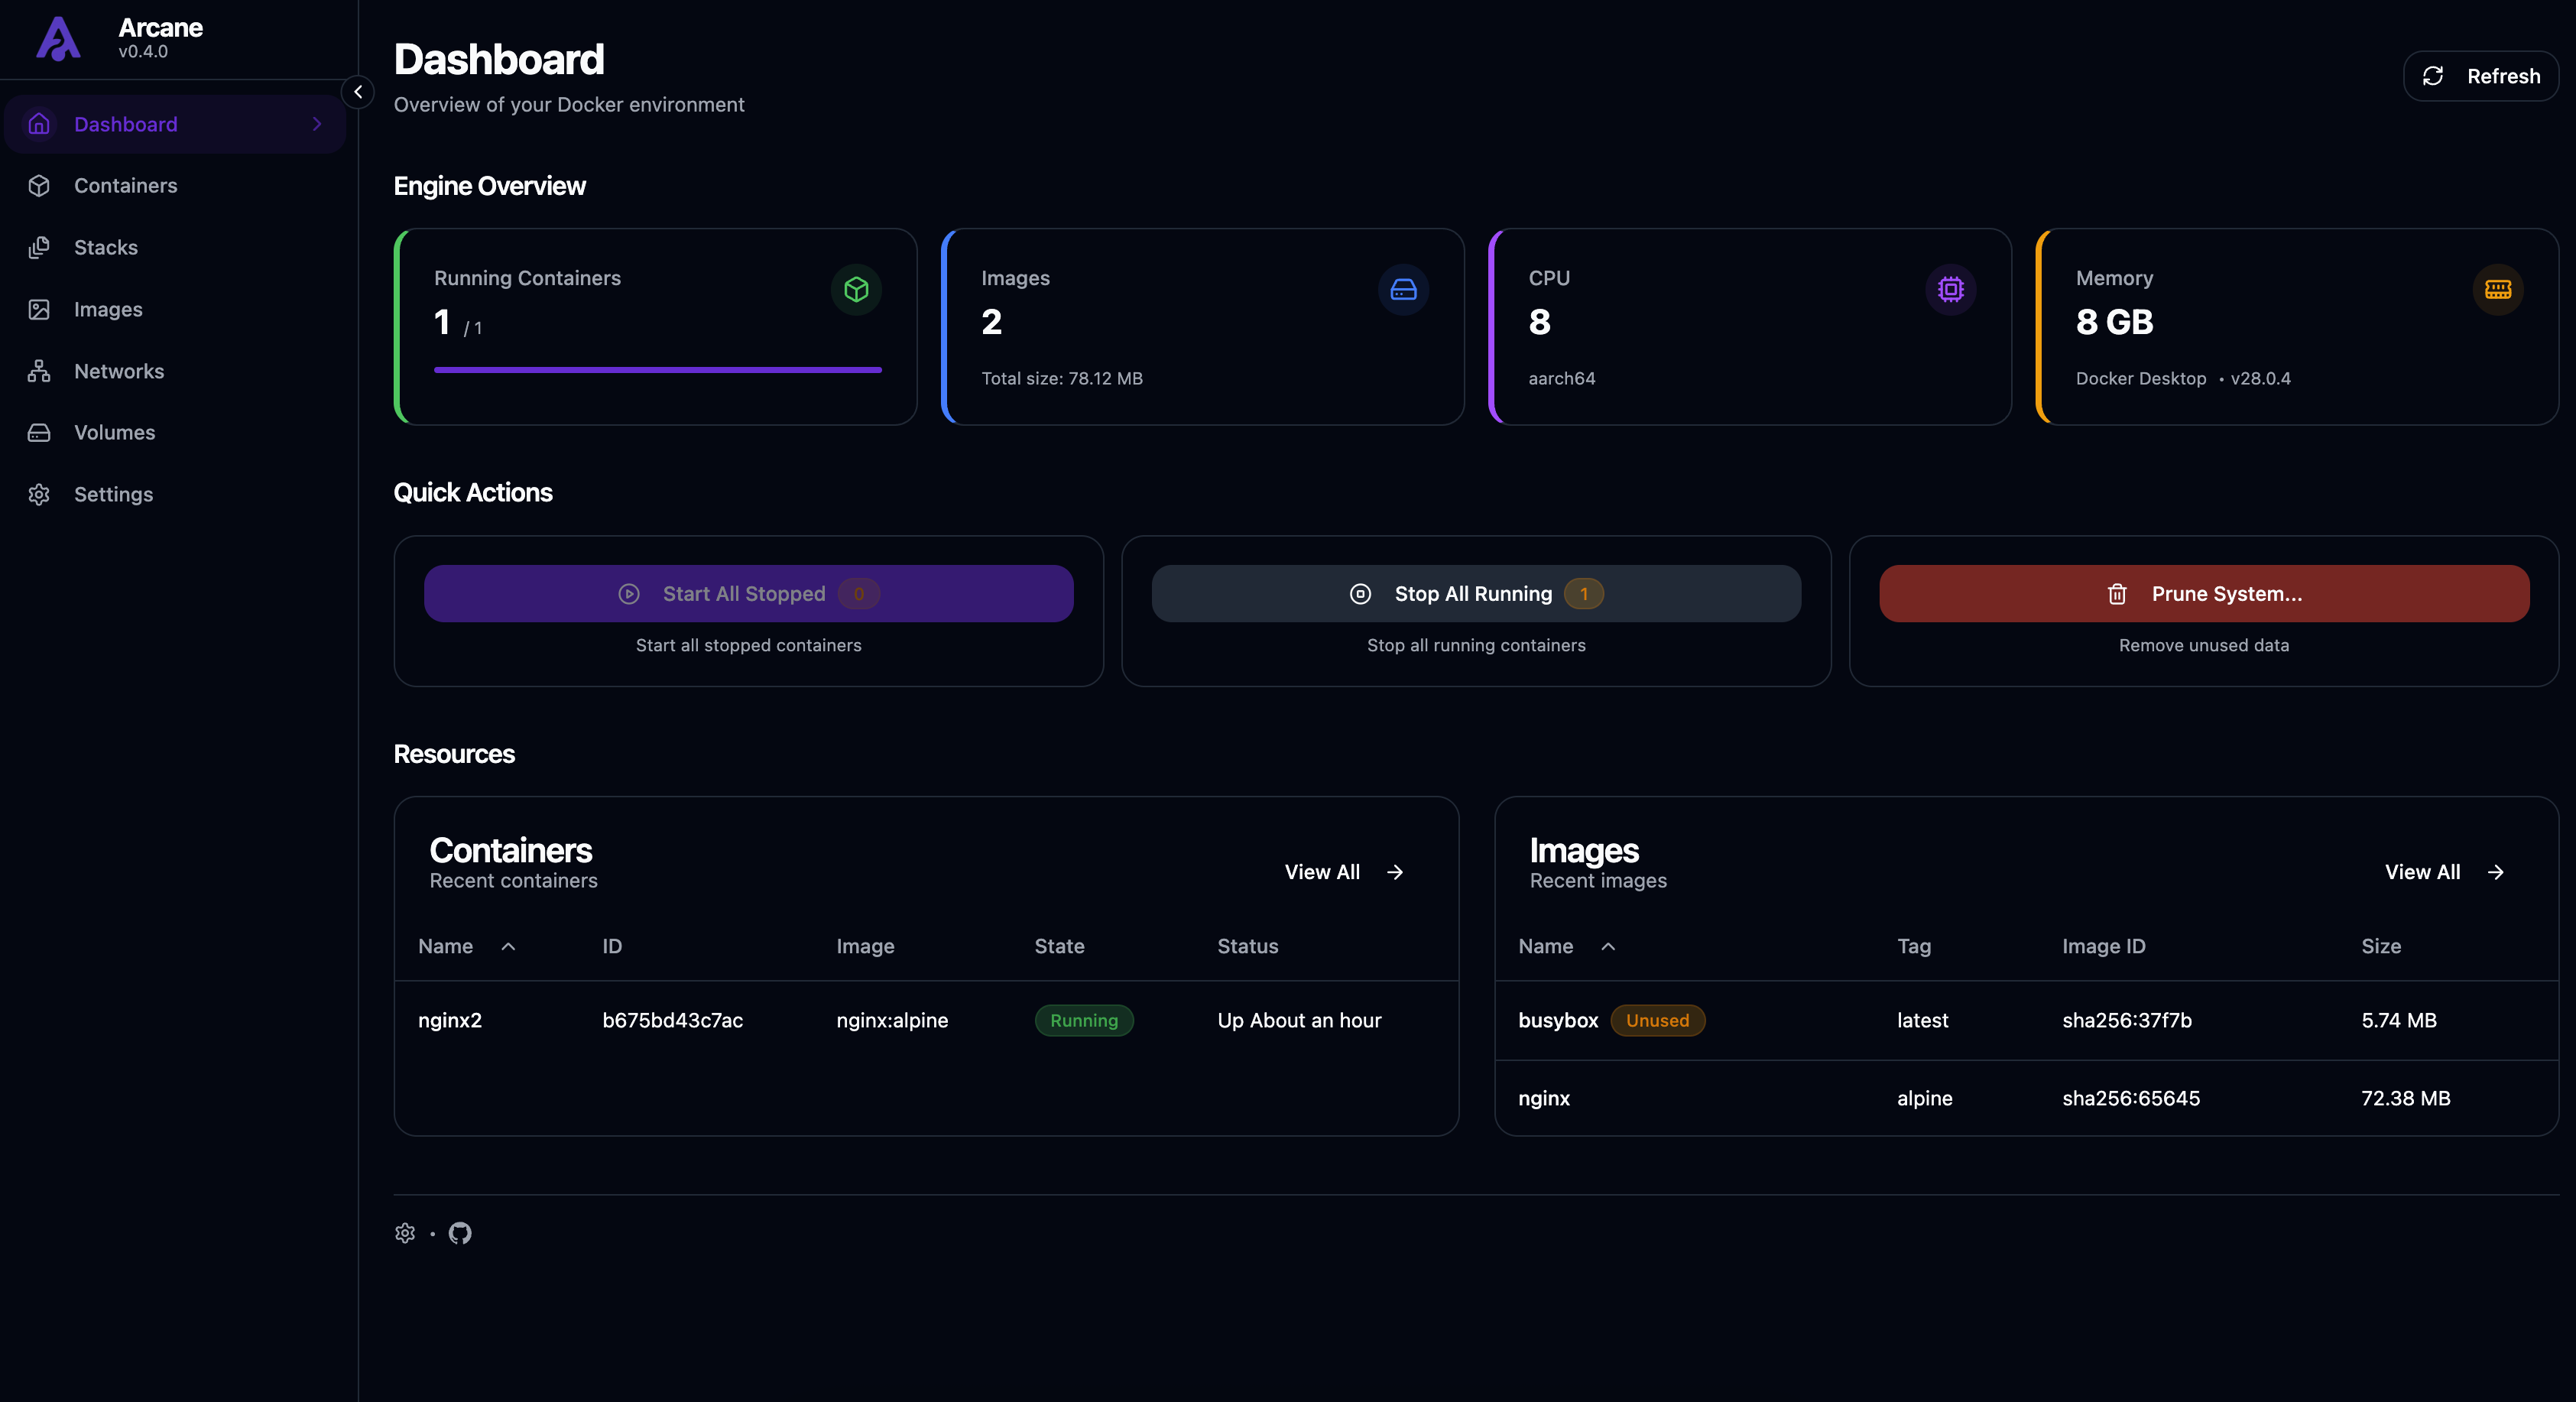 Arcane
v0.4.0
Dashboard
Containers
Stacks
Images
Networks
Volumes
Settings
Dashboard
Overview of your Docker environment
Refresh
Engine Overview
Running Containers
1 / 1
Images
2
Total size: 78.12 MB
CPU
8
aarch64
Memory
8 GB
Docker Desktop • v28.0.4
Quick Actions
Start All Stopped 0
Start all stopped containers
Stop All Running 1
Stop all running containers
Prune System...
Remove unused data
Resources
Containers
Recent containers
View All
Name ID Image State Status
nginx2 b675bd43c7ac nginx:alpine Running Up About an hour
Images
Recent images
View All
Name Tag Image ID Size
busybox Unused latest sha256:37f7b 5.74 MB
nginx alpine sha256:65645 72.38 MB